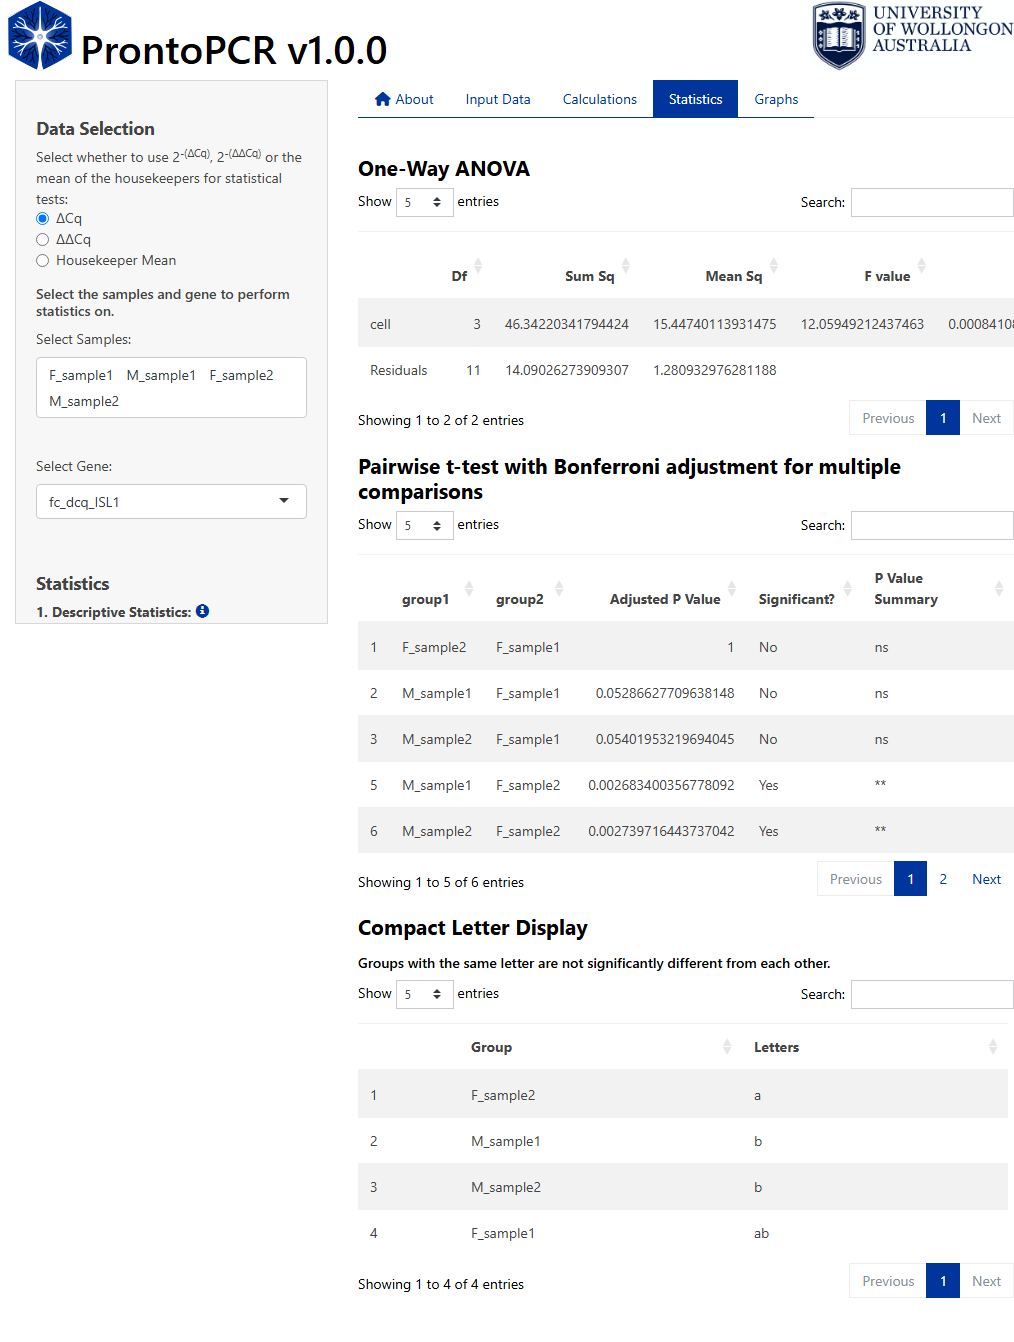 ProntoPCR v1.0.0
UNIVERSITY
OF WOLLONGONG
AUSTRALIA
Data Selection
Select whether to use 2-(ΔCq), 2-(ΔΔCq) or the
mean of the housekeepers for statistical
tests:
ΔCq
ΔΔCq
Housekeeper Mean
Select the samples and gene to perform
statistics on.
Select Samples:
F_sample1 M_sample1 F_sample2
M_sample2
Select Gene:
fc_dcq_ISL1
Statistics
1. Descriptive Statistics:
About Input Data Calculations Statistics Graphs
One-Way ANOVA
Show 5 entries Search:
Df Sum Sq Mean Sq F value
cell 3 46.34220341794424 15.44740113931475 12.05949212437463 0.00084108
Residuals 11 14.09026273909307 1.280932976281188
Showing 1 to 2 of 2 entries Previous 1 Next
Pairwise t-test with Bonferroni adjustment for multiple
comparisons
Show 5 entries Search:
group1 group2 Adjusted P Value Significant? P Value
Summary
1 F_sample2 F_sample1 1 No ns
2 M_sample1 F_sample1 0.05286627709638148 No ns
3 M_sample2 F_sample1 0.05401953219694045 No ns
5 M_sample1 F_sample2 0.002683400356778092 Yes **
6 M_sample2 F_sample2 0.002739716443737042 Yes **
Showing 1 to 5 of 6 entries Previous 1 2 Next
Compact Letter Display
Groups with the same letter are not significantly different from each other.
Show 5 entries Search:
Group Letters
1 F_sample2 a
2 M_sample1 b
3 M_sample2 b
4 F_sample1 ab
Showing 1 to 4 of 4 entries Previous 1 Next